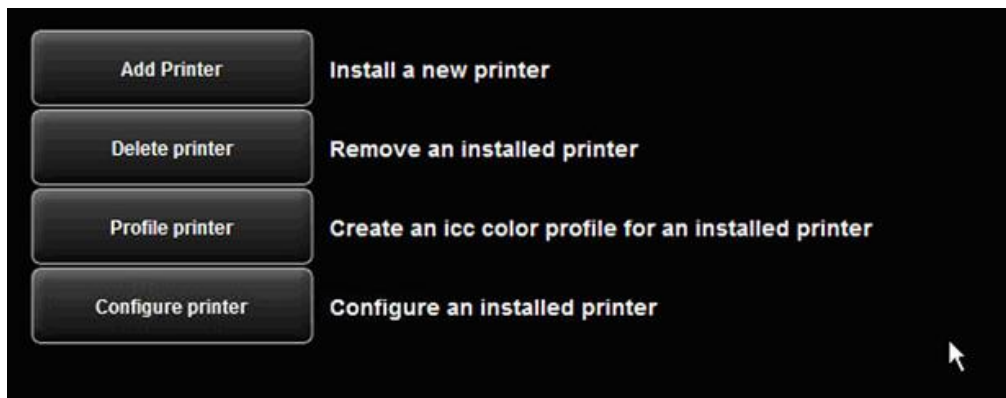 Add Printer Install a new printer
Delete printer Remove an installed printer
Profile printer Create an icc color profile for an installed printer
Configure printer Configure an installed printer